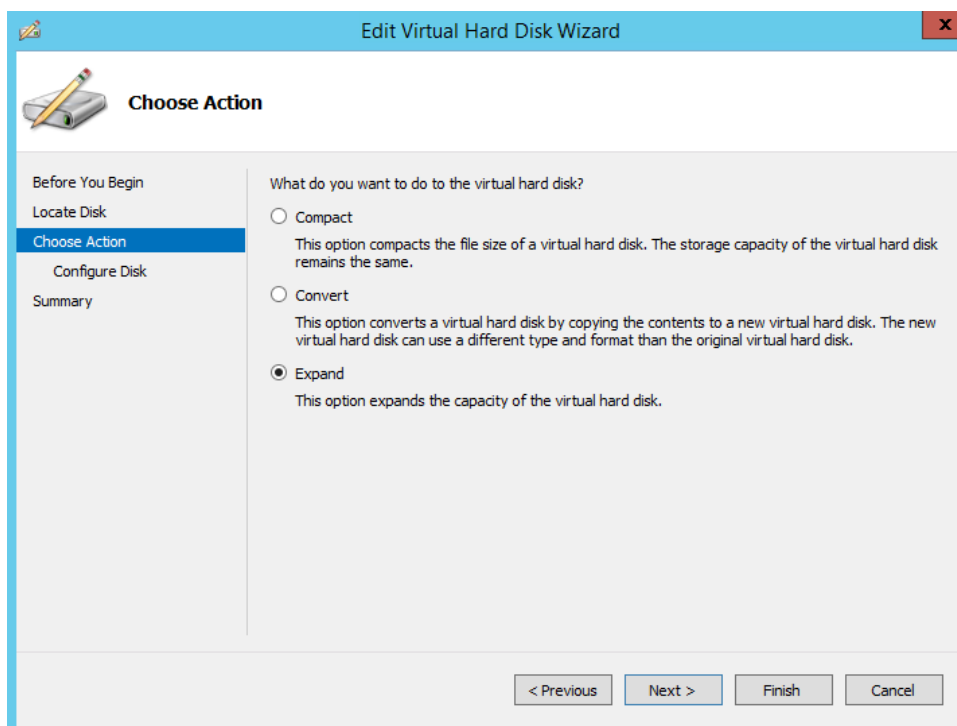 Edit Virtual Hard Disk Wizard
x
Choose Action
Before You Begin
Locate Disk
Choose Action
Configure Disk
Summary
What do you want to do to the virtual hard disk?
Compact
This option compacts the file size of a virtual hard disk. The storage capacity of the virtual hard disk
remains the same.
Convert
This option converts a virtual hard disk by copying the contents to a new virtual hard disk. The new
virtual hard disk can use a different type and format than the original virtual hard disk.
Expand
This option expands the capacity of the virtual hard disk.
< Previous
Next >
Finish
Cancel